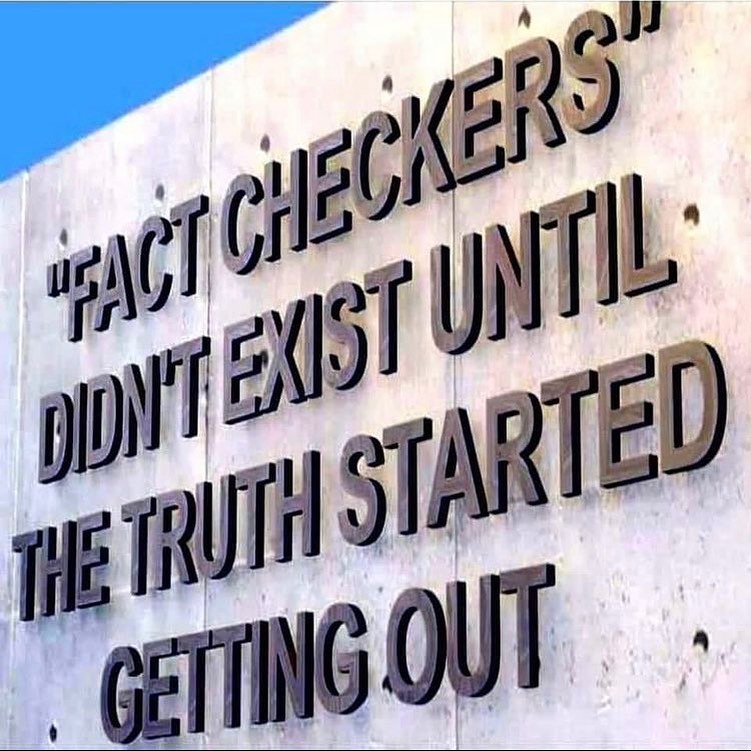 "FACT CHECKERS"
DIDN'T EXIST UNTIL
THE TRUTH STARTED
GETTING OUT